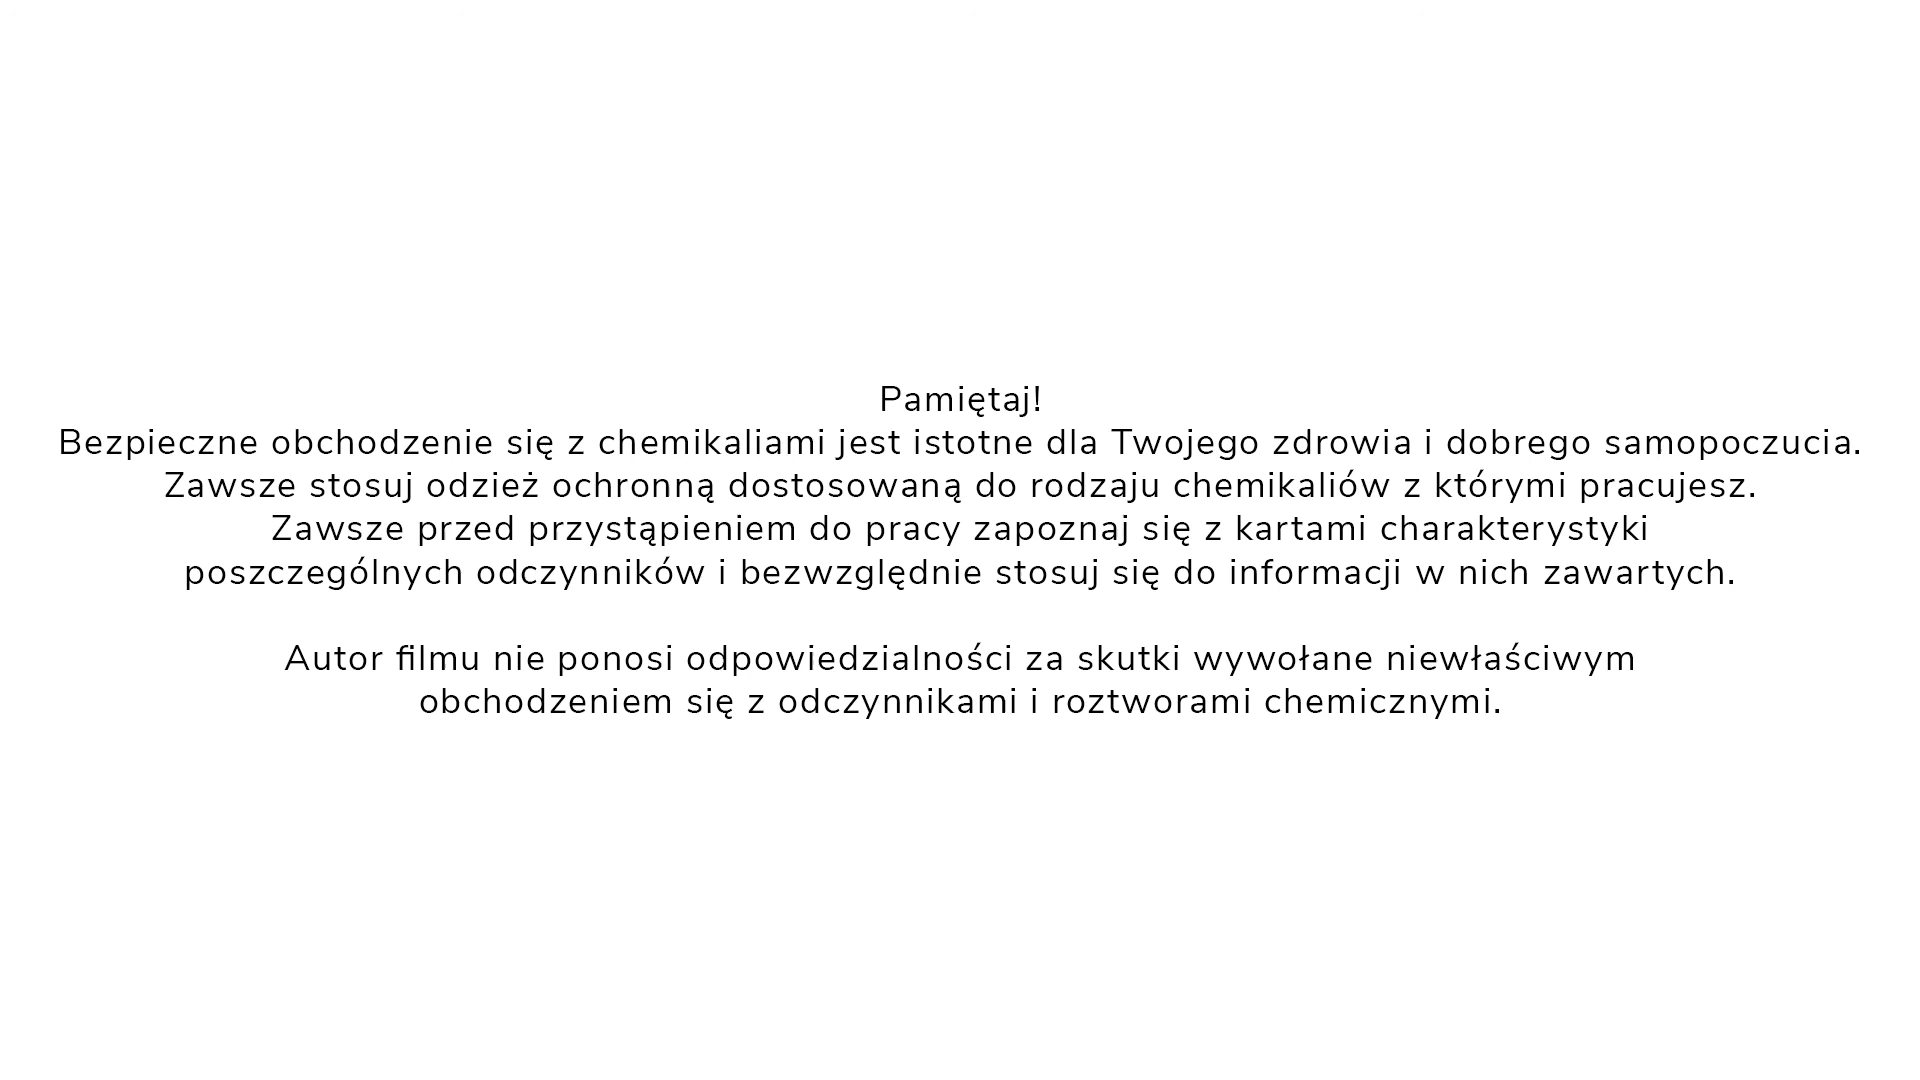 Pamiętaj!
Bezpieczne obchodzenie się z chemikaliami jest istotne dla Twojego zdrowia i dobrego samopoczucia.
Zawsze stosuj odzież ochronną dostosowaną do rodzaju chemikaliów z którymi pracujesz.
Zawsze przed przystąpieniem do pracy zapoznaj się z kartami charakterystyki
poszczególnych odczynników i bezwzględnie stosuj się do informacji w nich zawartych.
Autor filmu nie ponosi odpowiedzialności za skutki wywołane niewłaściwym
obchodzeniem się z odczynnikami i roztworami chemicznymi.